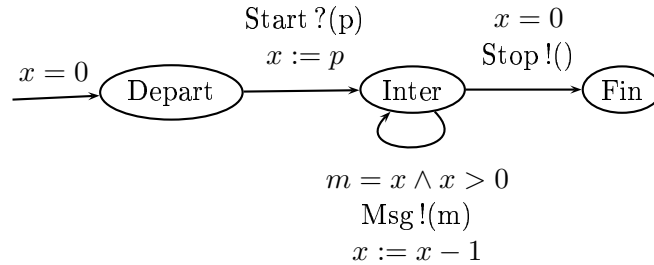 x = 0
Depart
Start ?(p)
x := p
Inter
x = 0
Stop !()
Fin
m = x ∧ x > 0
Msg !(m)
x := x − 1